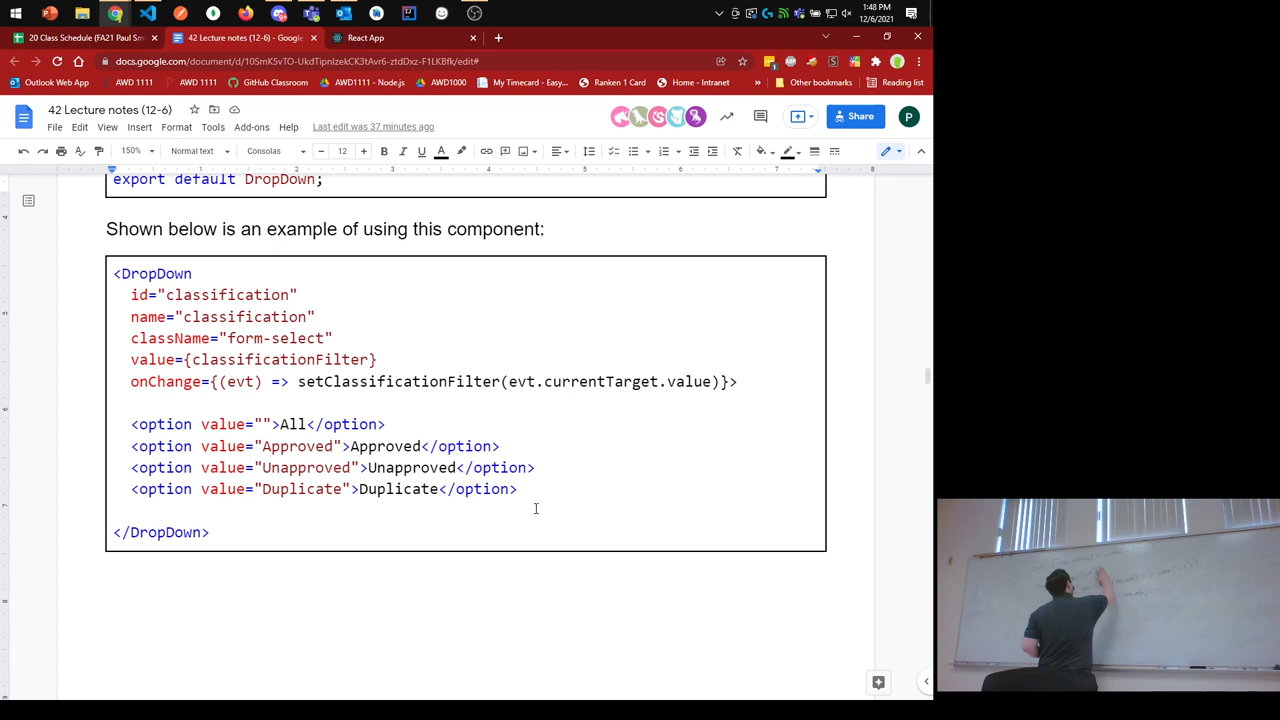 1:48 PM
12/6/2021
20 Class Schedule (FA21 Paul Sm
42 Lecture notes (12-6) - Google
React App
docs.google.com/document/d/10SmK5vTO-UkdTipnIzekCK3tAvr6-ztdDxz-F1LKBfk/edit#
Outlook Web App
AWD 1111
AWD 1111
GitHub Classroom
AWD1111 - Node.js
AWD1000
My Timecard - Easy...
Ranken 1 Card
Home - Intranet
»
Other bookmarks
Reading list
42 Lecture notes (12-6)
File Edit View Insert Format Tools Add-ons Help Last edit was 37 minutes ago
Share
P
150% Normal text Consolas 12
export default DropDown;
Shown below is an example of using this component:
<DropDown
id="classification"
name="classification"
className="form-select"
value={classificationFilter}
onChange={(evt) => setClassificationFilter(evt.currentTarget.value)}>
<option value="">All</option>
<option value="Approved">Approved</option>
<option value="Unapproved">Unapproved</option>
<option value="Duplicate">Duplicate</option>
</DropDown>